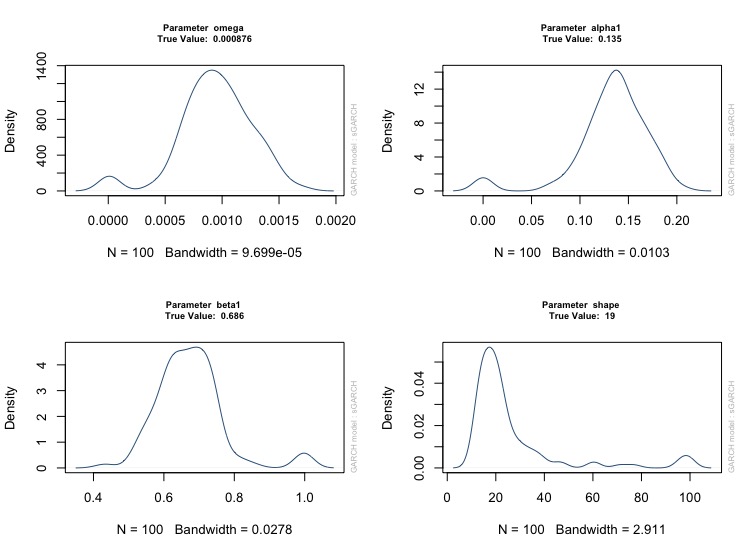 Parameter omega
True Value: 0.000876
Density
0 400 800 1400
0.0000 0.0005 0.0010 0.0015 0.0020
N = 100 Bandwidth = 9.699e-05
GARCH model : sGARCH
Parameter alpha1
True Value: 0.135
Density
0 4 8 12
0.00 0.05 0.10 0.15 0.20
N = 100 Bandwidth = 0.0103
GARCH model : sGARCH
Parameter beta1
True Value: 0.686
Density
0 1 2 3 4
0.4 0.6 0.8 1.0
N = 100 Bandwidth = 0.0278
GARCH model : sGARCH
Parameter shape
True Value: 19
Density
0.00 0.02 0.04
0 20 40 60 80 100
N = 100 Bandwidth = 2.911
GARCH model : sGARCH